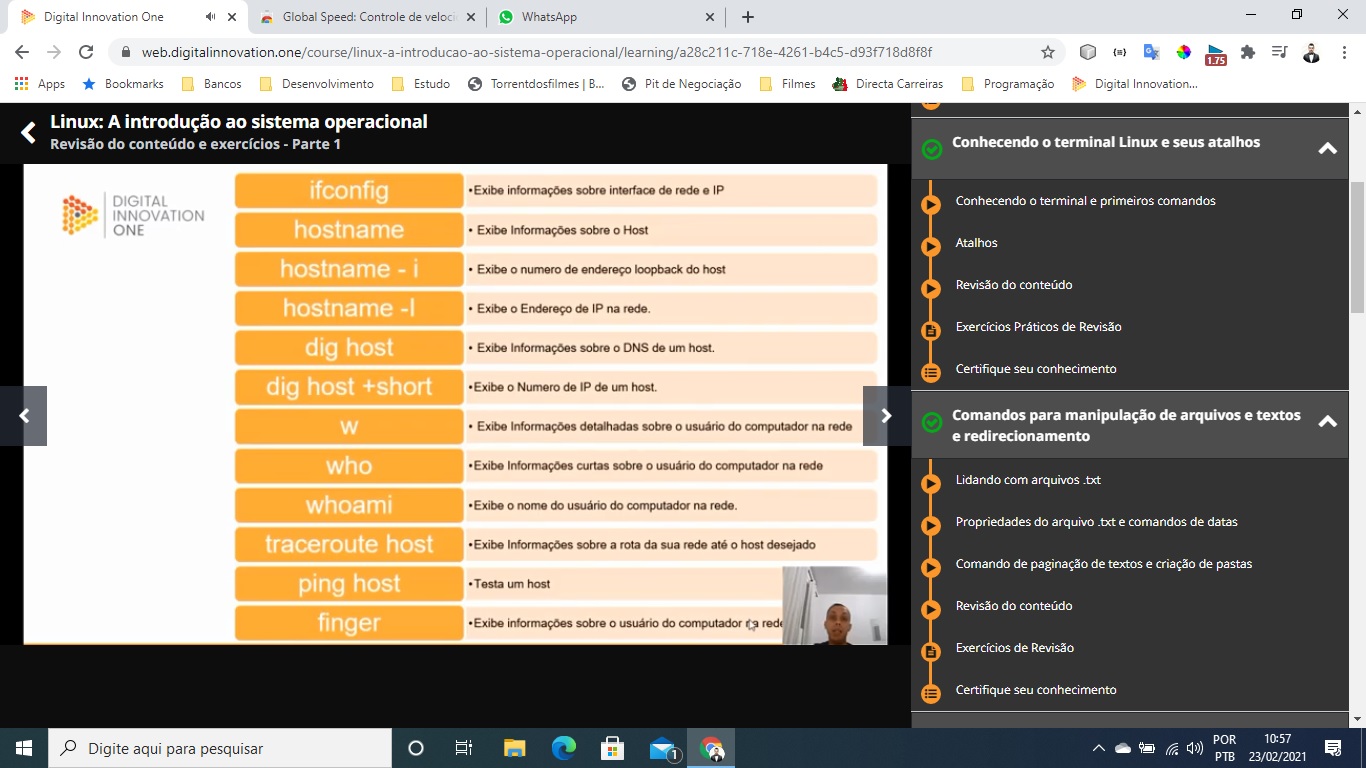 Digital Innovation One
Global Speed: Controle de veloci
WhatsApp
web.digitalinnovation.one/course/linux-a-introducao-ao-sistema-operacional/learning/a28c211c-718e-4261-b4c5-d93f718d8f8f
1.75
Apps
Bookmarks
Bancos
Desenvolvimento
Estudo
Torrentdosfilmes | B...
Pit de Negociação
Filmes
Directa Carreiras
Programação
Digital Innovation...
Linux: A introdução ao sistema operacional
Revisão do conteúdo e exercícios - Parte 1
DIGITAL
INNOVATION
ONE
ifconfig
•Exibe informações sobre interface de rede e IP
hostname
• Exibe Informações sobre o Host
hostname - i
• Exibe o numero de endereço loopback do host
hostname -I
• Exibe o Endereço de IP na rede.
dig host
• Exibe Informações sobre o DNS de um host.
dig host +short
•Exibe o Numero de IP de um host.
w
• Exibe Informações detalhadas sobre o usuário do computador na rede
who
•Exibe Informações curtas sobre o usuário do computador na rede
whoami
•Exibe o nome do usuário do computador na rede.
traceroute host
•Exibe Informações sobre a rota da sua rede até o host desejado
ping host
•Testa um host
finger
•Exibe informações sobre o usuário do computador na rede
Conhecendo o terminal Linux e seus atalhos
Conhecendo o terminal e primeiros comandos
Atalhos
Revisão do conteúdo
Exercícios Práticos de Revisão
Certifique seu conhecimento
Comandos para manipulação de arquivos e textos
e redirecionamento
Lidando com arquivos .txt
Propriedades do arquivo .txt e comandos de datas
Comando de paginação de textos e criação de pastas
Revisão do conteúdo
Exercícios de Revisão
Certifique seu conhecimento
Digite aqui para pesquisar
1
POR
PTB
10:57
23/02/2021